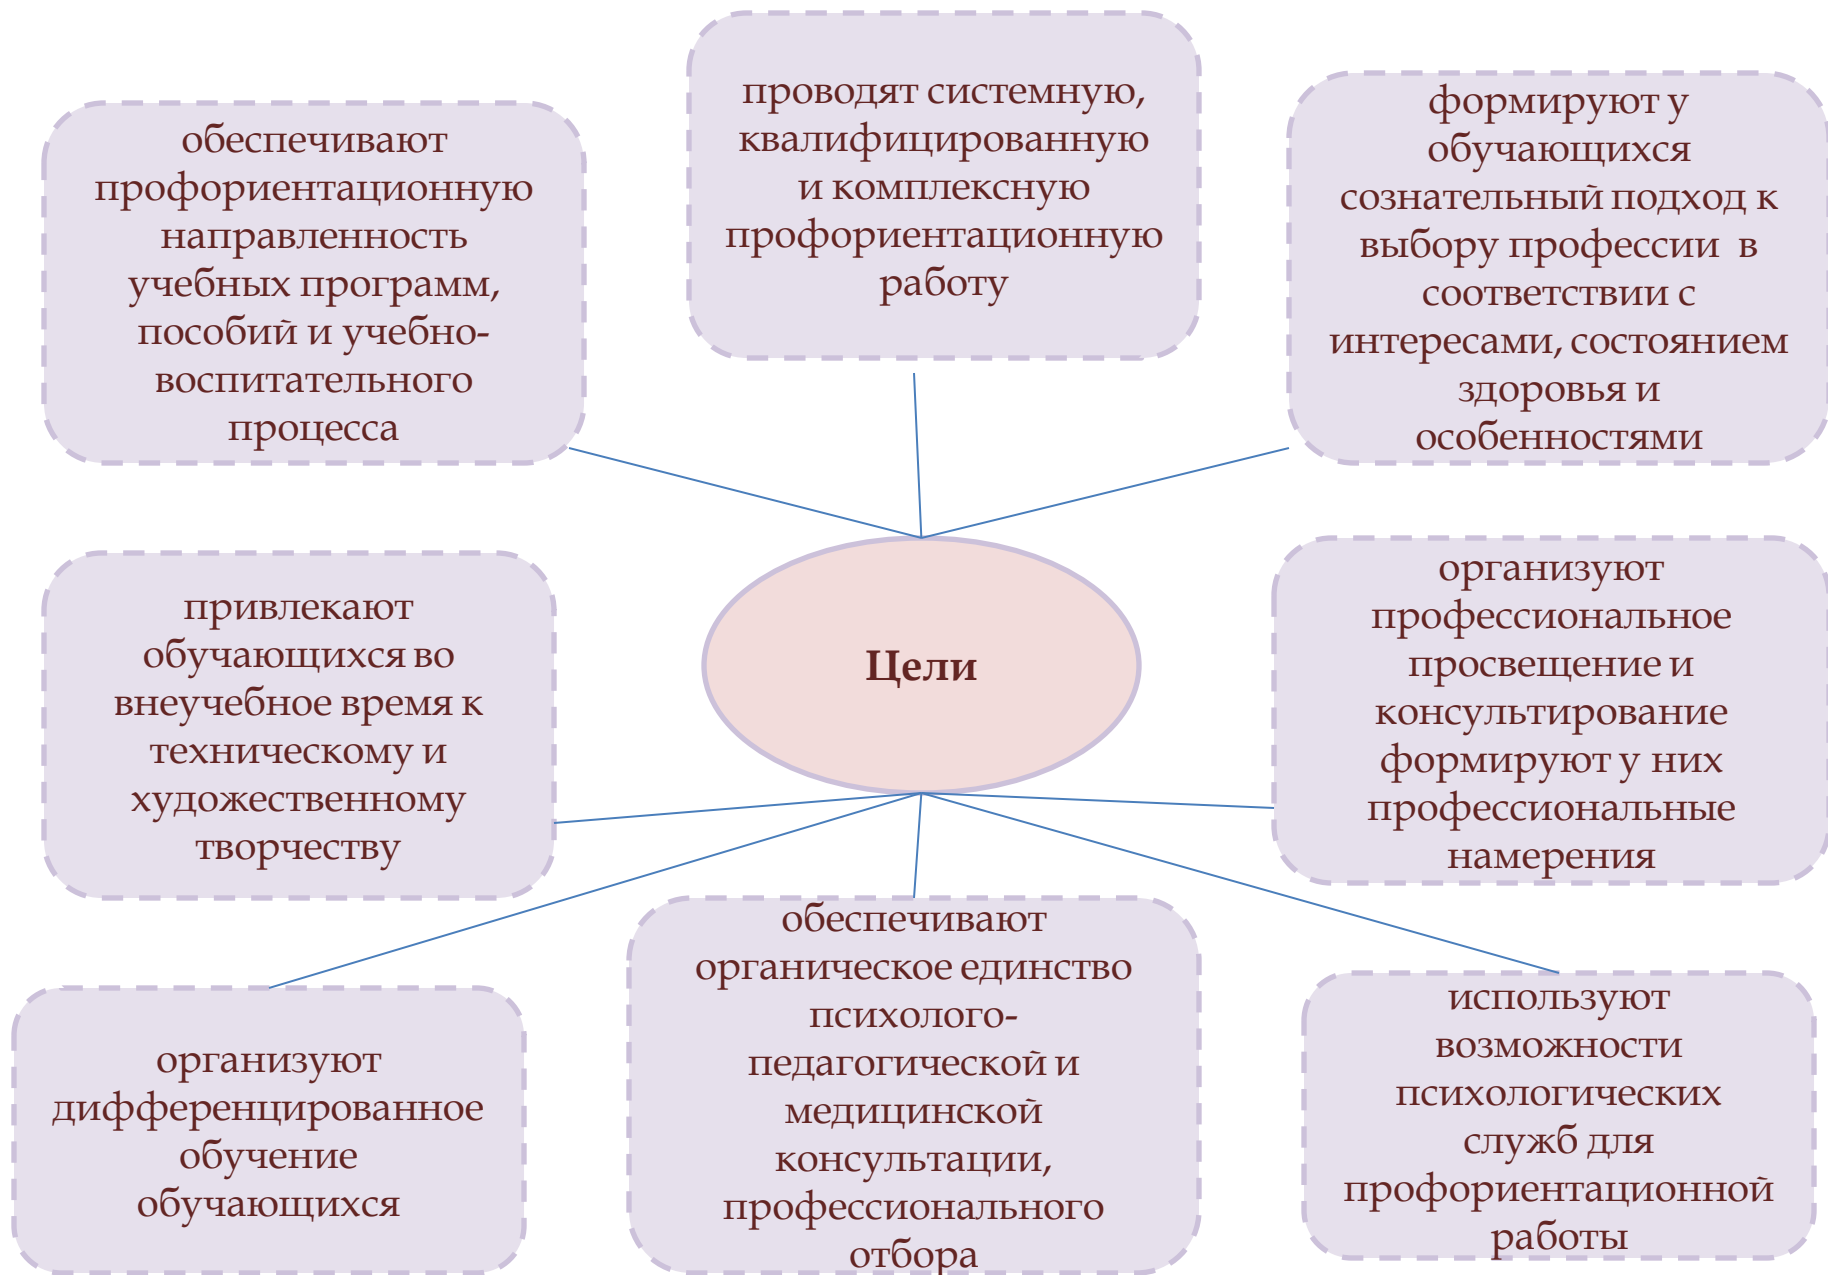 обеспечивают
профориентационную
направленность
учебных программ,
пособий и учебно-
воспитательного
процесса
проводят системную,
квалифицированную
и комплексную
профориентационную
работу
формируют у
обучающихся
сознательный подход к
выбору профессии в
соответствии с
интересами, состоянием
здоровья и
особенностями
привлекают
обучающихся во
внеучебное время к
техническому и
художественному
творчеству
Цели
организуют
профессиональное
просвещение и
консультирование
формируют у них
профессиональные
намерения
организуют
дифференцированное
обучение
обучающихся
обеспечивают
органическое единство
психолого-
педагогической и
медицинской
консультации,
профессионального
отбора
используют
возможности
психологических
служб для
профориентационной
работы